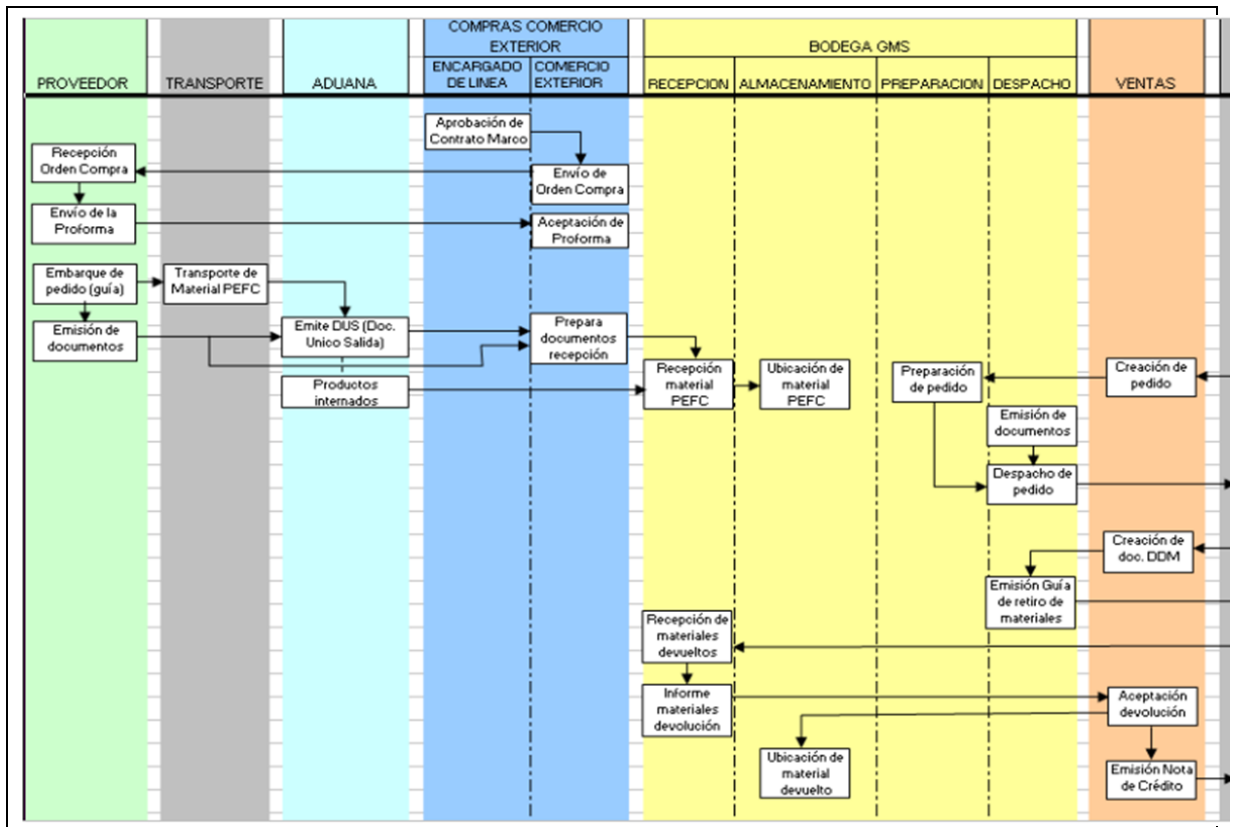 COMPRAS COMERCIO
EXTERIOR
BODEGA GMS
PROVEEDOR
TRANSPORTE
ADUANA
ENCARGADO
DE LINEA
COMERCIO
EXTERIOR
RECEPCION
ALMACENAMIENTO
PREPARACION
DESPACHO
VENTAS
Aprobación de
Contrato Marco
Recepción
Orden Compra
Envío de
Orden Compra
Envío de la
Proforma
Aceptación de
Proforma
Embarque de
pedido (guía)
Transporte de
Material PEFC
Emisión de
documentos
Emite DUS (Doc.
Unico Salida)
Prepara
documentos
recepción
Productos
internados
Recepción
material
PEFC
Ubicación de
material
PEFC
Preparación
de pedido
Creación de
pedido
Emisión de
documentos
Despacho de
pedido
Creación de
doc. DDM
Emisión Guía
de retiro de
materiales
Recepción de
materiales
devueltos
Informe
materiales
devolución
Aceptación
devolución
Ubicación de
material
devuelto
Emisión Nota
de Crédito